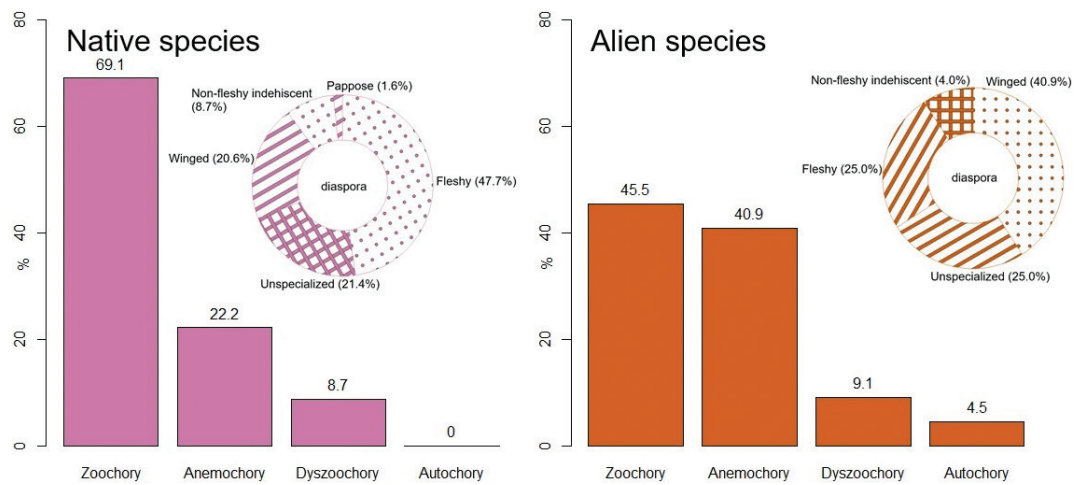 Native species
80
60
40
20
0
%
69.1
22.2
8.7
0
Zoochory
Anemochory
Dyszoochory
Autochory
Pappose (1.6%)
Non-fleshy indehiscent
(8.7%)
Winged (20.6%)
diaspora
Fleshy (47.7%)
Unspecialized (21.4%)
Alien species
80
60
40
20
0
%
45.5
40.9
9.1
4.5
Zoochory
Anemochory
Dyszoochory
Autochory
Non-fleshy indehiscent (4.0%)
Winged (40.9%)
Fleshy (25.0%)
diaspora
Unspecialized (25.0%)